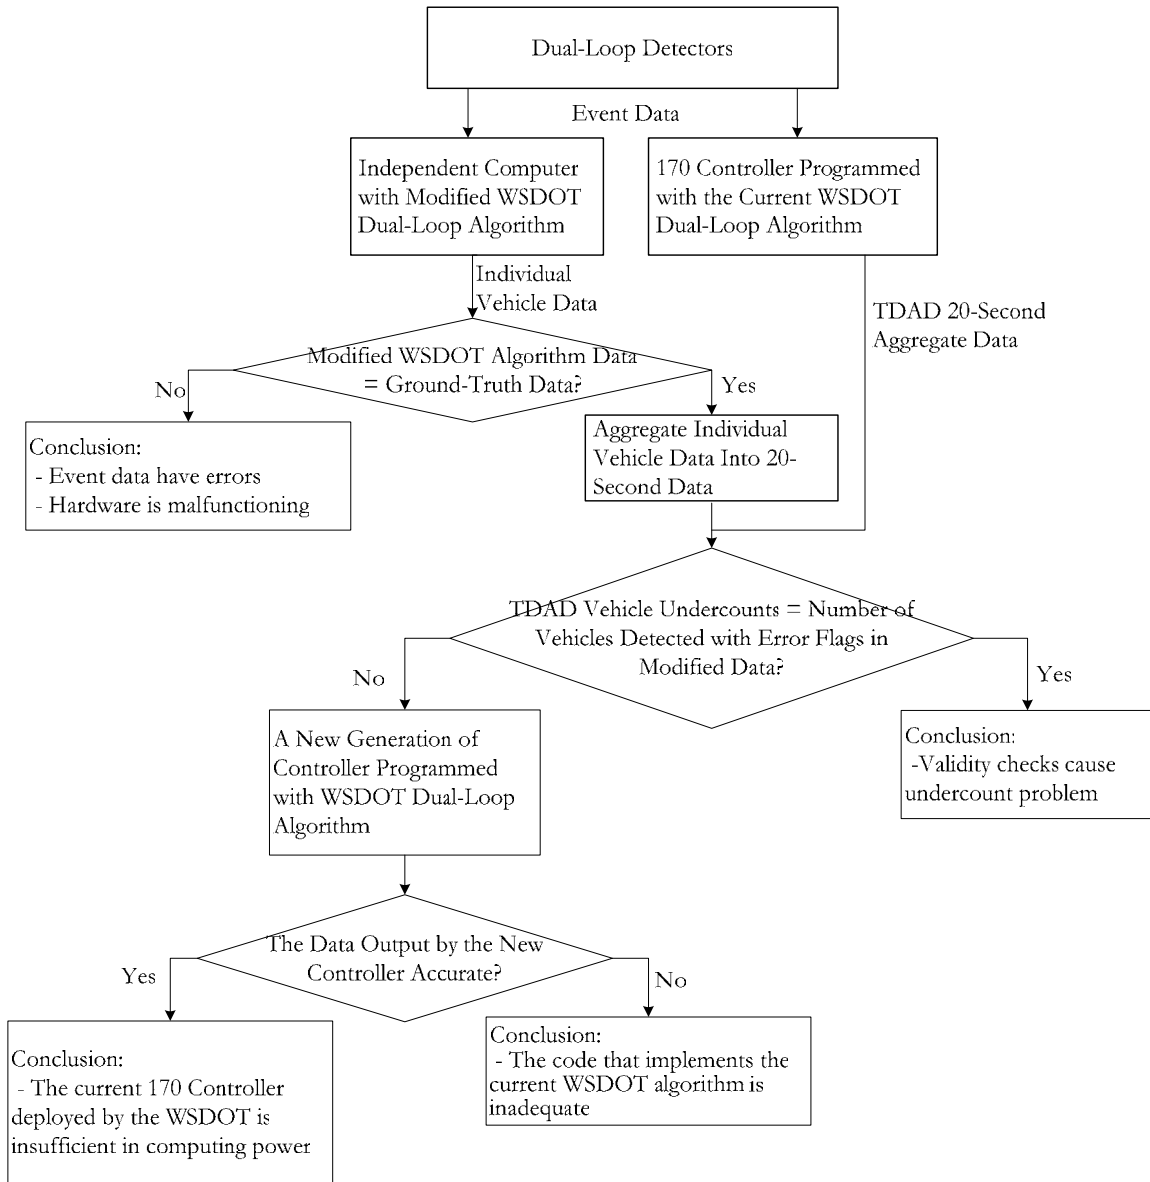 Dual-Loop Detectors
Event Data
Independent Computer
with Modified WSDOT
Dual-Loop Algorithm
170 Controller Programmed
with the Current WSDOT
Dual-Loop Algorithm
Individual
Vehicle Data
TDAD 20-Second
Aggregate Data
Modified WSDOT Algorithm Data
= Ground-Truth Data?
No
Yes
Conclusion:
- Event data have errors
- Hardware is malfunctioning
Aggregate Individual
Vehicle Data Into 20-
Second Data
TDAD Vehicle Undercounts = Number of
Vehicles Detected with Error Flags in
Modified Data?
No
Yes
A New Generation of
Controller Programmed
with WSDOT Dual-Loop
Algorithm
Conclusion:
-Validity checks cause
undercount problem
The Data Output by the New
Controller Accurate?
Yes
No
Conclusion:
- The current 170 Controller
deployed by the WSDOT is
insufficient in computing power
Conclusion:
- The code that implements the
current WSDOT algorithm is
inadequate